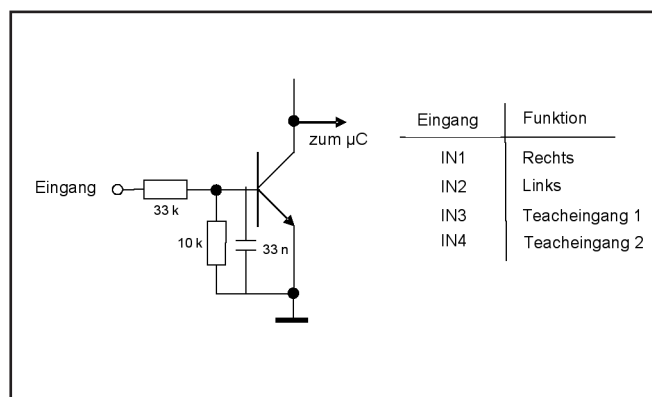 zum µC
Eingang
33 k
10 k
33 n
Eingang Funktion
IN1 Rechts
IN2 Links
IN3 Teacheingang 1
IN4 Teacheingang 2